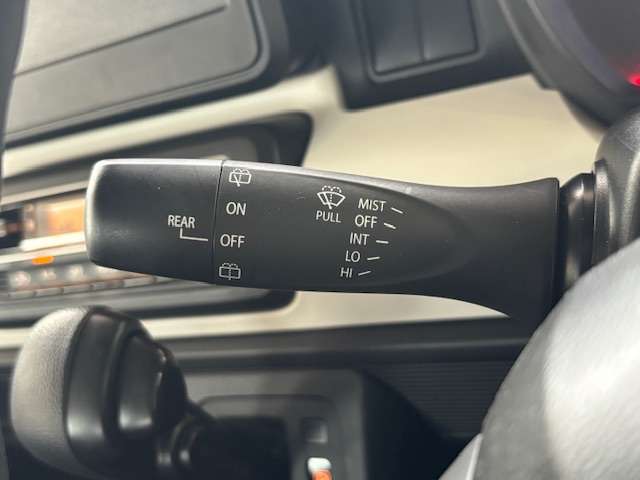 REAR
ON
OFF
PULL
MIST
OFF
INT
LO
HI